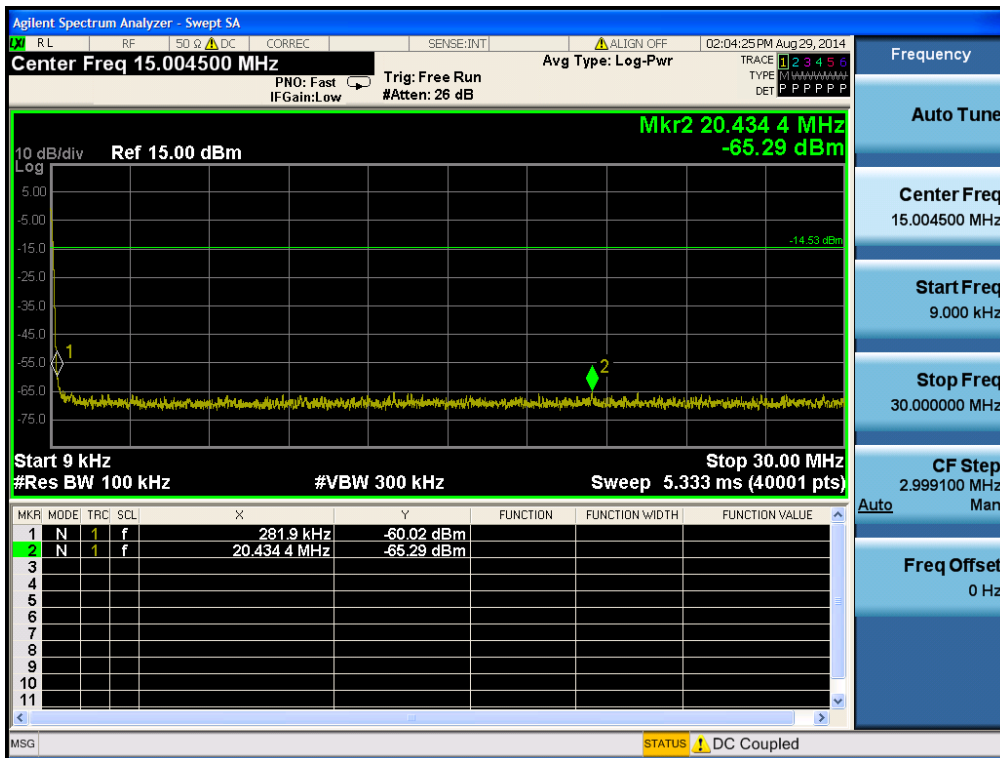 Agilent Spectrum Analyzer - Swept SA
LXI RL RF 50 Ω DC CORREC SENSE:INT ALIGN OFF 02:04:25 PM Aug 29, 2014
Center Freq 15.004500 MHz
PNO: Fast
IFGain:Low
Trig: Free Run
#Atten: 26 dB
Avg Type: Log-Pwr
TRACE 1 2 3 4 5 6
TYPE M
DET P P P P P P
Mkr2 20.434 4 MHz
-65.29 dBm
10 dB/div Ref 15.00 dBm
Log
5.00
-5.00
-14.53 dBm
-15.0
-25.0
-35.0
-45.0
1
-55.0
2
-65.0
-75.0
Start 9 kHz Stop 30.00 MHz
#Res BW 100 kHz #VBW 300 kHz Sweep 5.333 ms (40001 pts)
MKR MODE TRC SCL X Y FUNCTION FUNCTION WIDTH FUNCTION VALUE
1 N 1 f 281.9 kHz -60.02 dBm
2 N 1 f 20.434 4 MHz -65.29 dBm
3
4
5
6
7
8
9
10
11
MSG STATUS DC Coupled
Frequency
Auto Tune
Center Freq
15.004500 MHz
Start Freq
9.000 kHz
Stop Freq
30.000000 MHz
CF Step
2.999100 MHz
Auto Man
Freq Offset
0 Hz